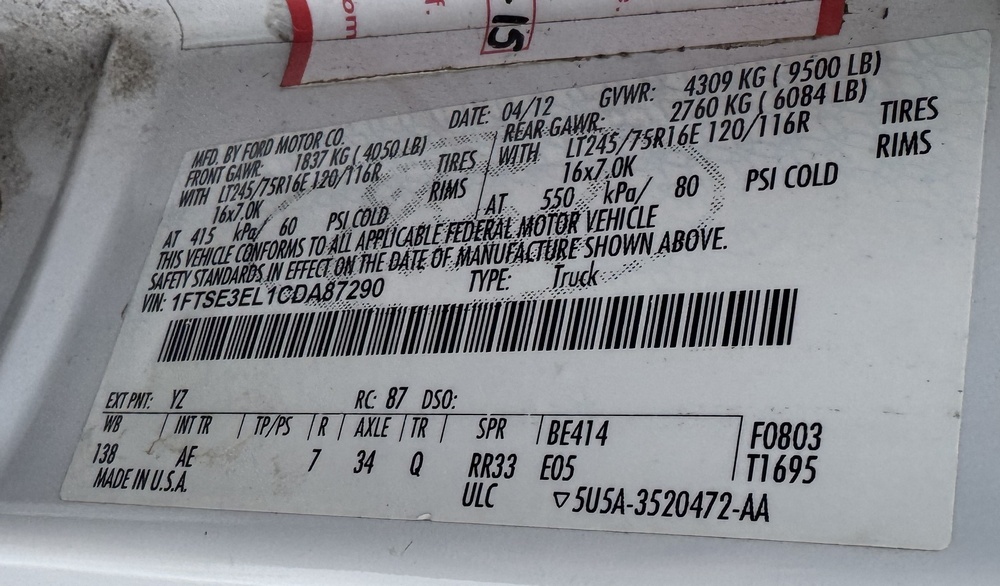 om
f.
-15
e.
MFD. BY FORD MOTOR CO. DATE: 04/12 GVWR: 4309 KG ( 9500 LB)
FRONT GAWR: 1837 KG ( 4050 LB) REAR GAWR: 2760 KG ( 6084 LB)
WITH LT245/75R16E 120/116R TIRES WITH LT245/75R16E 120/116R TIRES
16x7.0K RIMS 16x7.0K RIMS
AT 415 kPa/ 60 PSI COLD AT 550 kPa/ 80 PSI COLD
THIS VEHICLE CONFORMS TO ALL APPLICABLE FEDERAL MOTOR VEHICLE
SAFETY STANDARDS IN EFFECT ON THE DATE OF MANUFACTURE SHOWN ABOVE.
VIN: 1FTSE3EL1CDA87290 TYPE: Truck
EXT PNT: YZ RC: 87 DSO:
WB INT TR TP/PS R AXLE TR SPR BE414 F0803
138 AE 7 34 Q RR33 E05 T1695
MADE IN U.S.A. ULC ▽5U5A-3520472-AA